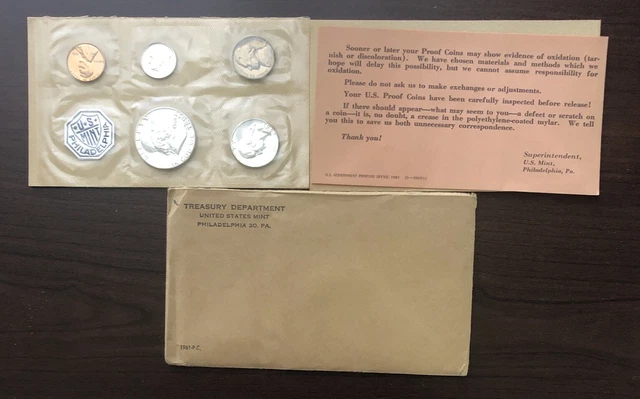 Sooner or later your Proof Coins may show evidence of oxidation (tar-
nish or discoloration). We have chosen materials and methods which we
hope will delay this possibility, but we cannot assume responsibility for
oxidation.
Please do not ask us to make exchanges or adjustments.
Your U.S. Proof Coins have been carefully inspected before release!
If there should appear—what may seem to you—a defect or scratch on
a coin—it is, no doubt, a crease in the polyethylene-coated mylar. We tell
you this to save us both unnecessary correspondence.
Thank you!
Superintendent,
U.S. Mint,
Philadelphia, Pa.
U.S.
MINT
PHILADELPHIA
TREASURY DEPARTMENT
UNITED STATES MINT
PHILADELPHIA 30, PA.
1961-P.C.